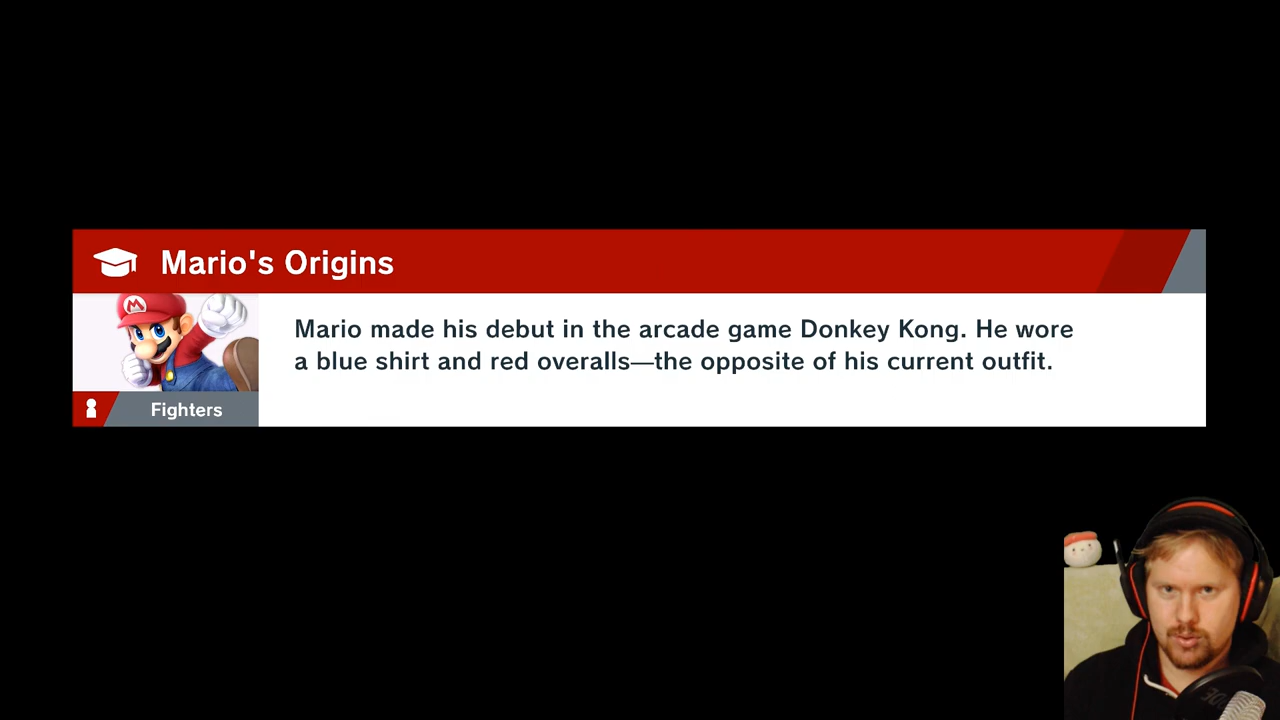 Mario's Origins
Mario made his debut in the arcade game Donkey Kong. He wore
a blue shirt and red overalls—the opposite of his current outfit.
Fighters